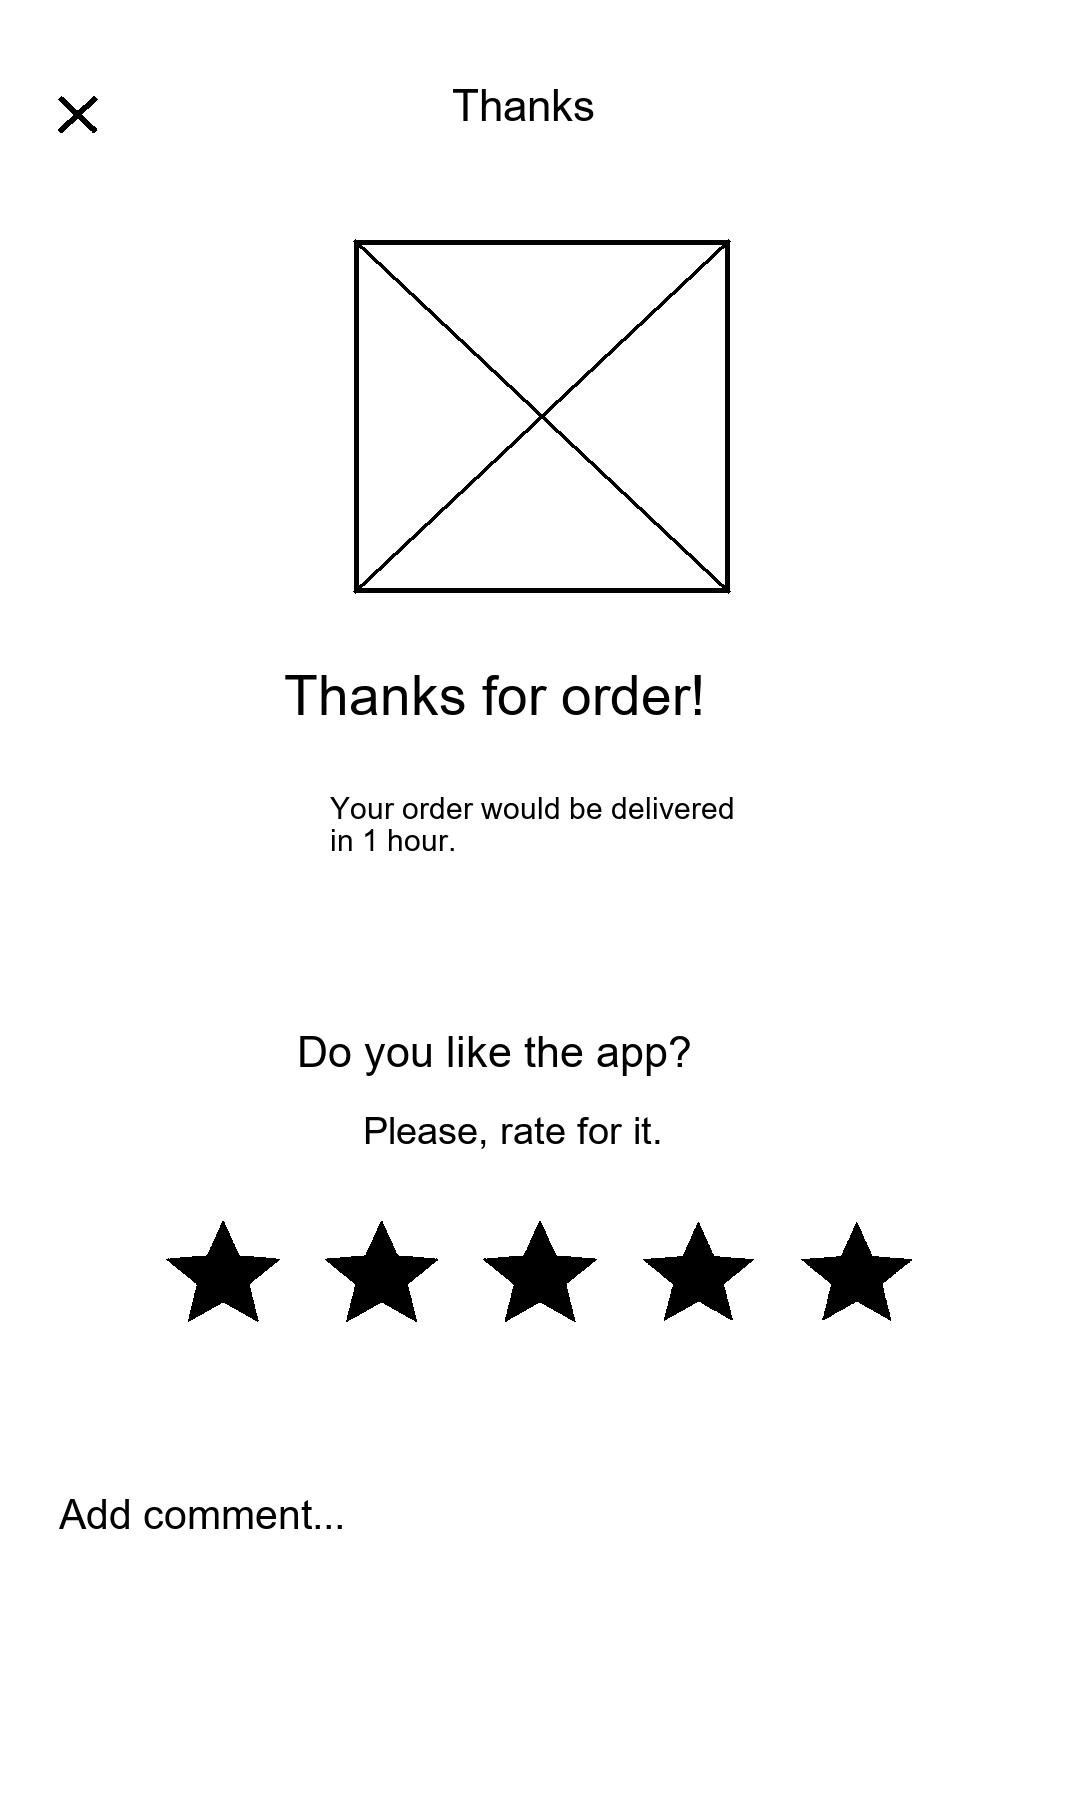 Thanks
Thanks for order!
Your order would be delivered
in 1 hour.
Do you like the app?
Please, rate for it.
Add comment...